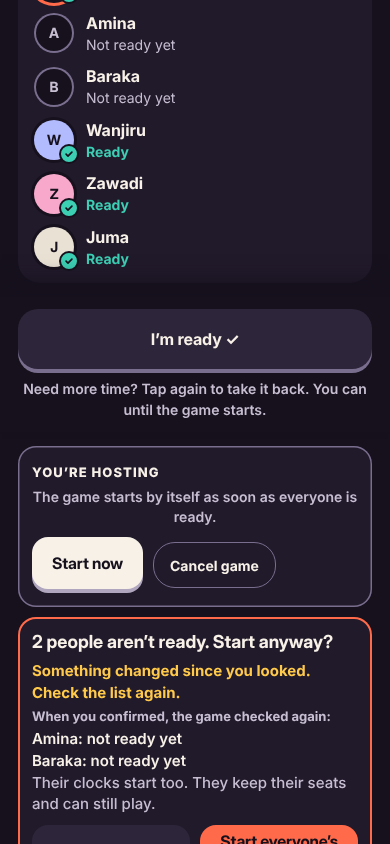 A
Amina
Not ready yet
B
Baraka
Not ready yet
W
Wanjiru
Ready
Z
Zawadi
Ready
J
Juma
Ready
I’m ready ✓
Need more time? Tap again to take it back. You can
until the game starts.
YOU’RE HOSTING
The game starts by itself as soon as everyone is
ready.
Start now
Cancel game
2 people aren’t ready. Start anyway?
Something changed since you looked.
Check the list again.
When you confirmed, the game checked again:
Amina: not ready yet
Baraka: not ready yet
Their clocks start too. They keep their seats
and can still play.
Start everyone’s